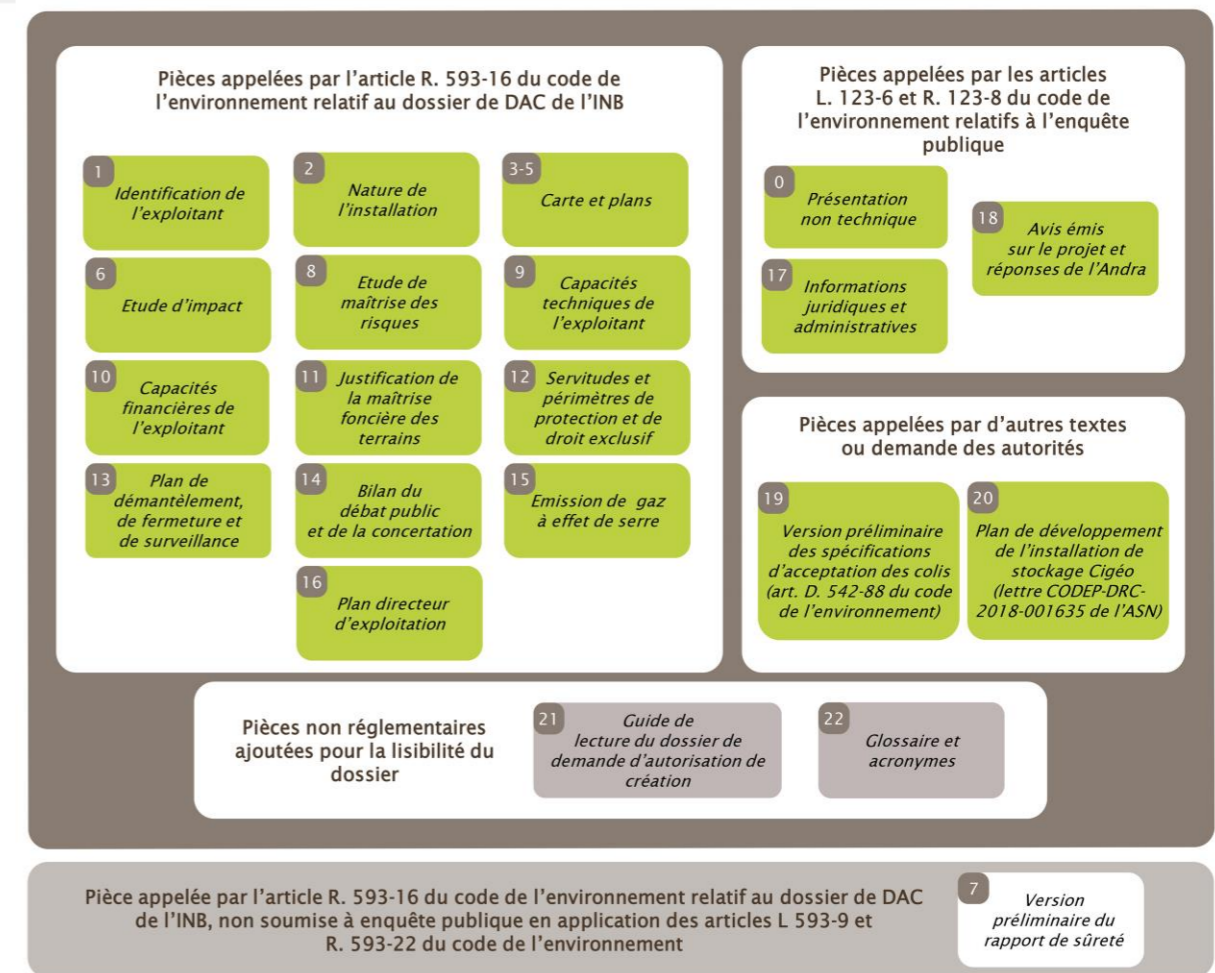 Pièces appelées par l'article R. 593-16 du code de
l'environnement relatif au dossier de DAC de l'INB
1
Identification de
l'exploitant
2
Nature de
l'installation
3-5
Carte et plans
6
Etude d'impact
8
Etude de
maîtrise des
risques
9
Capacités
techniques de
l'exploitant
10
Capacités
financières de
l'exploitant
11
Justification de
la maîtrise
foncière des
terrains
12
Servitudes et
périmètres de
protection et de
droit exclusif
13
Plan de
démantèlement,
de fermeture et
de surveillance
14
Bilan du
débat public
et de la concertation
15
Emission de gaz
à effet de serre
16
Plan directeur
d'exploitation
Pièces appelées par les articles
L. 123-6 et R. 123-8 du code de
l'environnement relatifs à l'enquête
publique
0
Présentation
non technique
17
Informations
juridiques et
administratives
18
Avis émis
sur le projet et
réponses de l'Andra
Pièces appelées par d'autres textes
ou demande des autorités
19
Version préliminaire
des spécifications
d'acceptation des colis
(art. D. 542-88 du code
de l'environnement)
20
Plan de développement
de l'installation de
stockage Cigéo
(lettre CODEP-DRC-
2018-001635 de l'ASN)
Pièces non réglementaires
ajoutées pour la lisibilité du
dossier
21
Guide de
lecture du dossier de
demande d'autorisation de
création
22
Glossaire et
acronymes
Pièce appelée par l'article R. 593-16 du code de l'environnement relatif au dossier de DAC
de l'INB, non soumise à enquête publique en application des articles L 593-9 et
R. 593-22 du code de l'environnement
7
Version
préliminaire du
rapport de sûreté